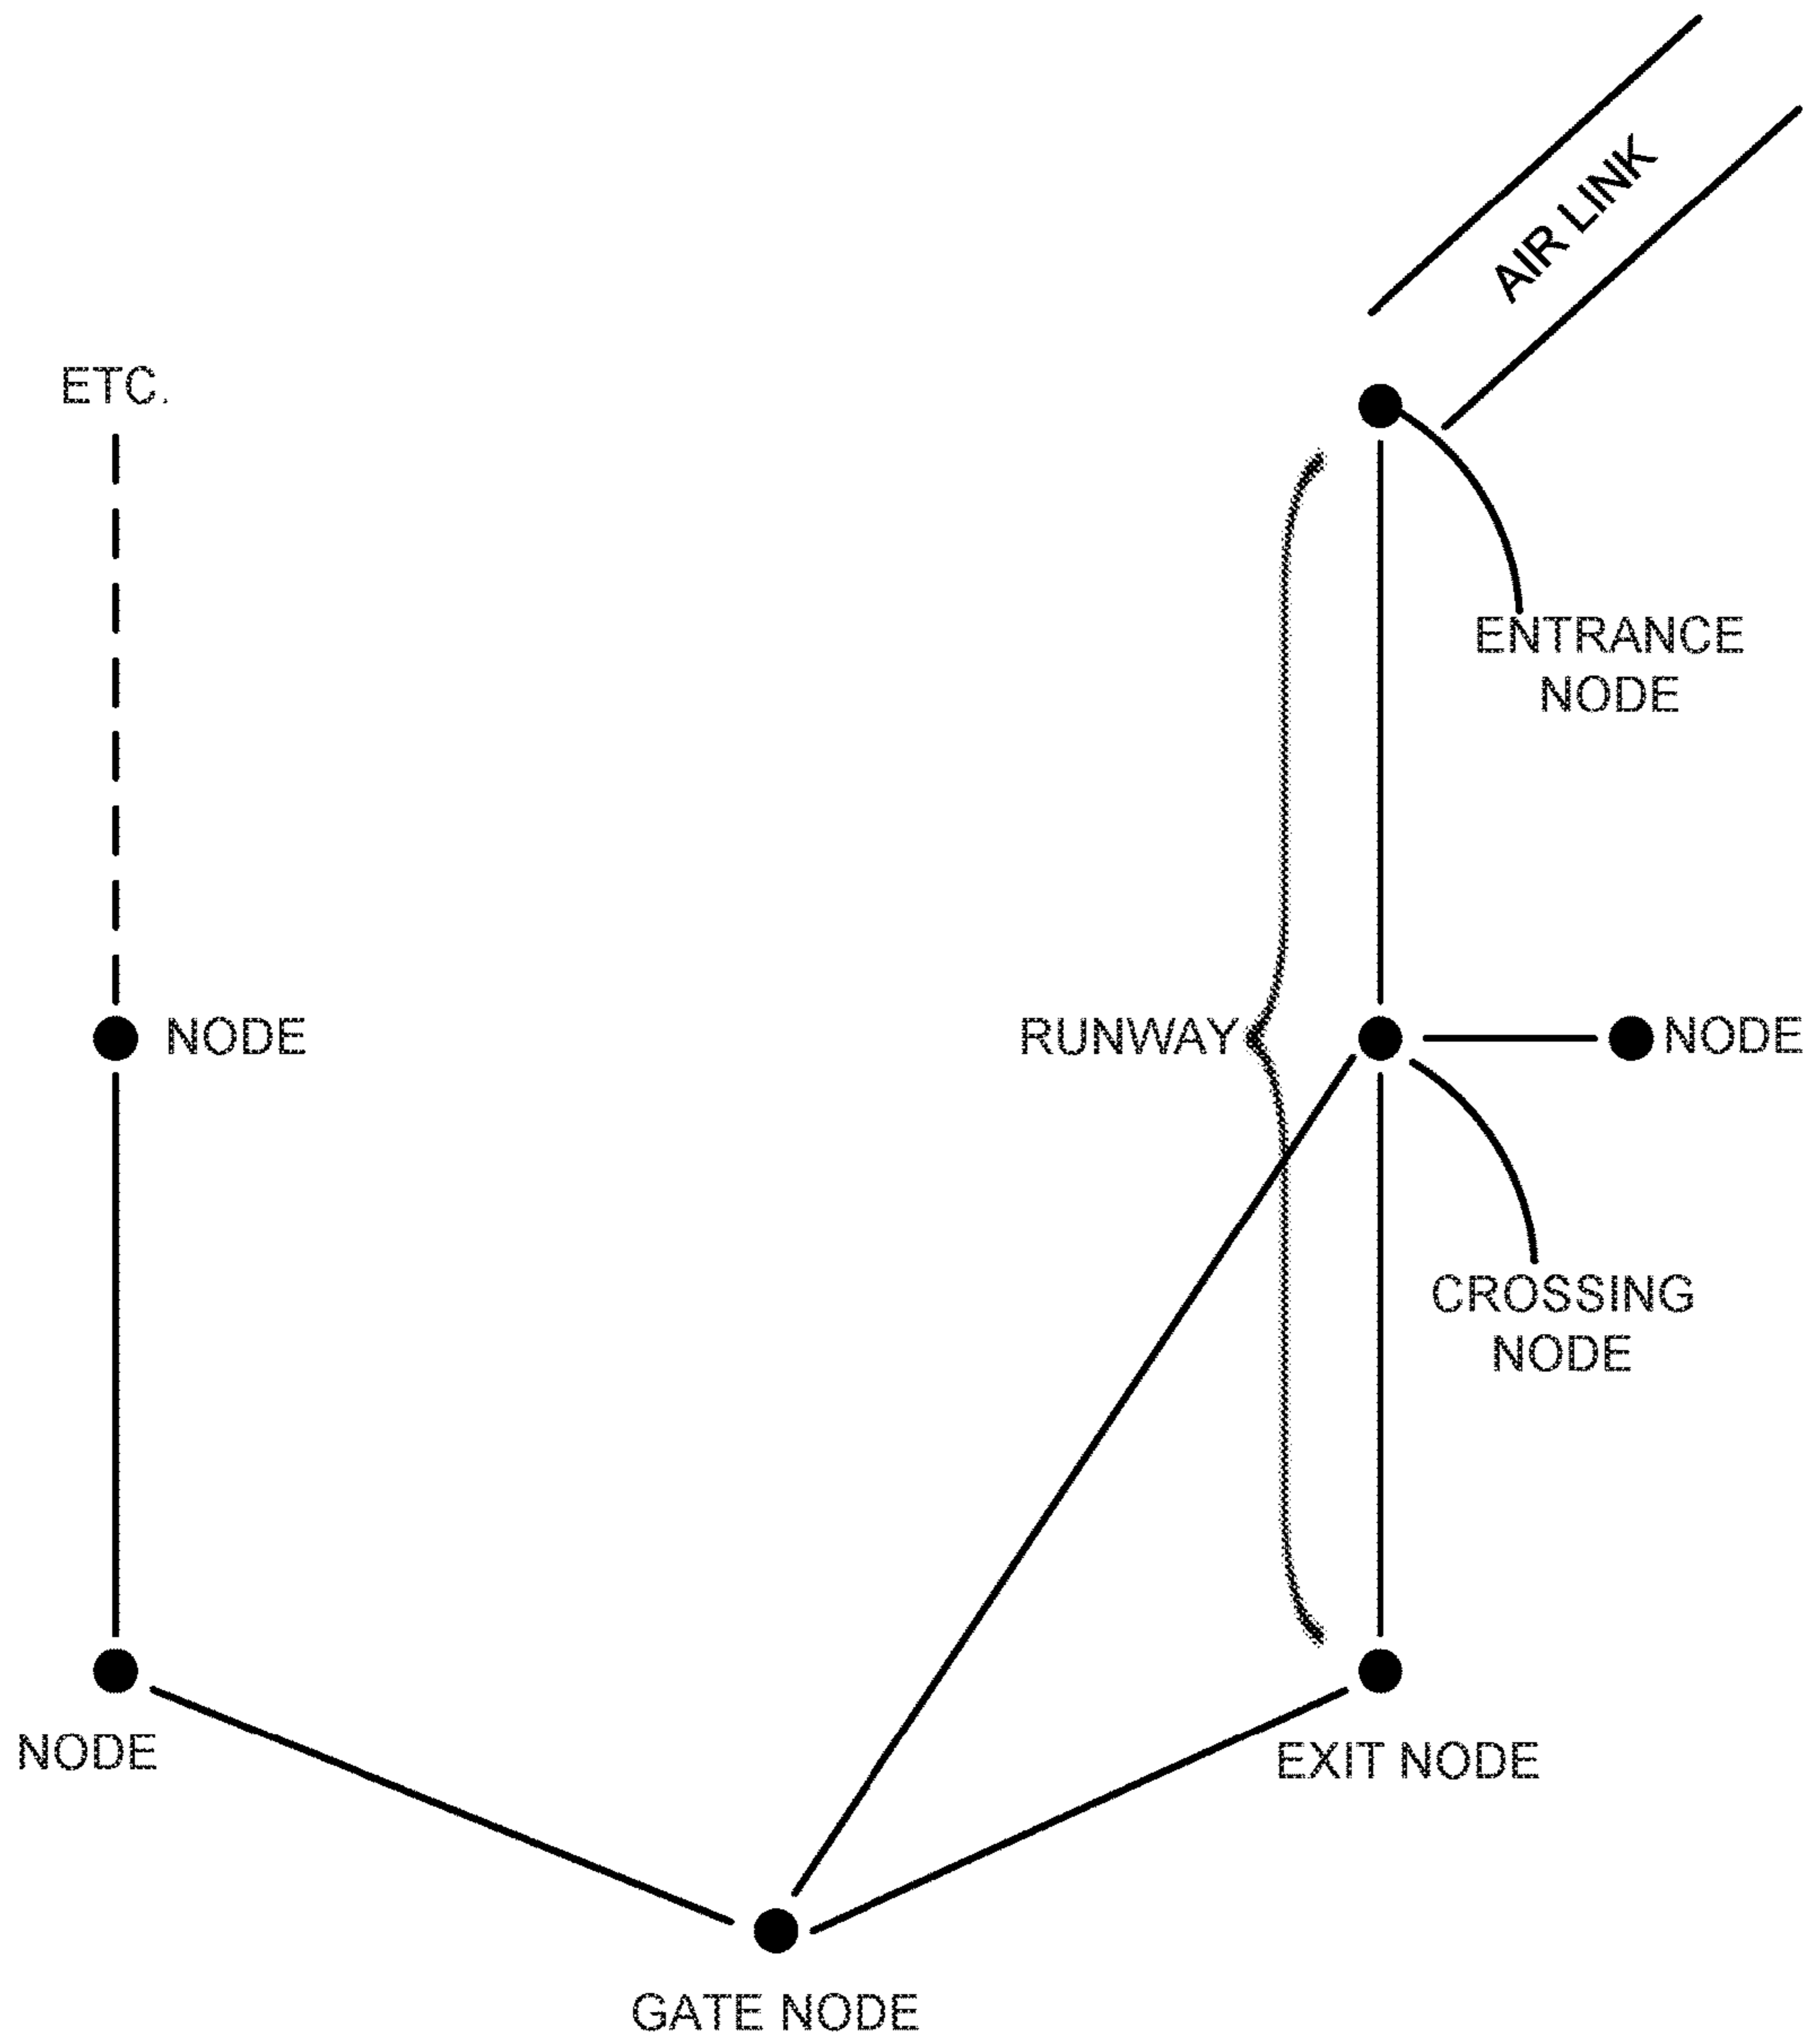 AIR LINK
ETC.
ENTRANCE
NODE
NODE
RUNWAY
NODE
CROSSING
NODE
NODE
EXIT NODE
GATE NODE